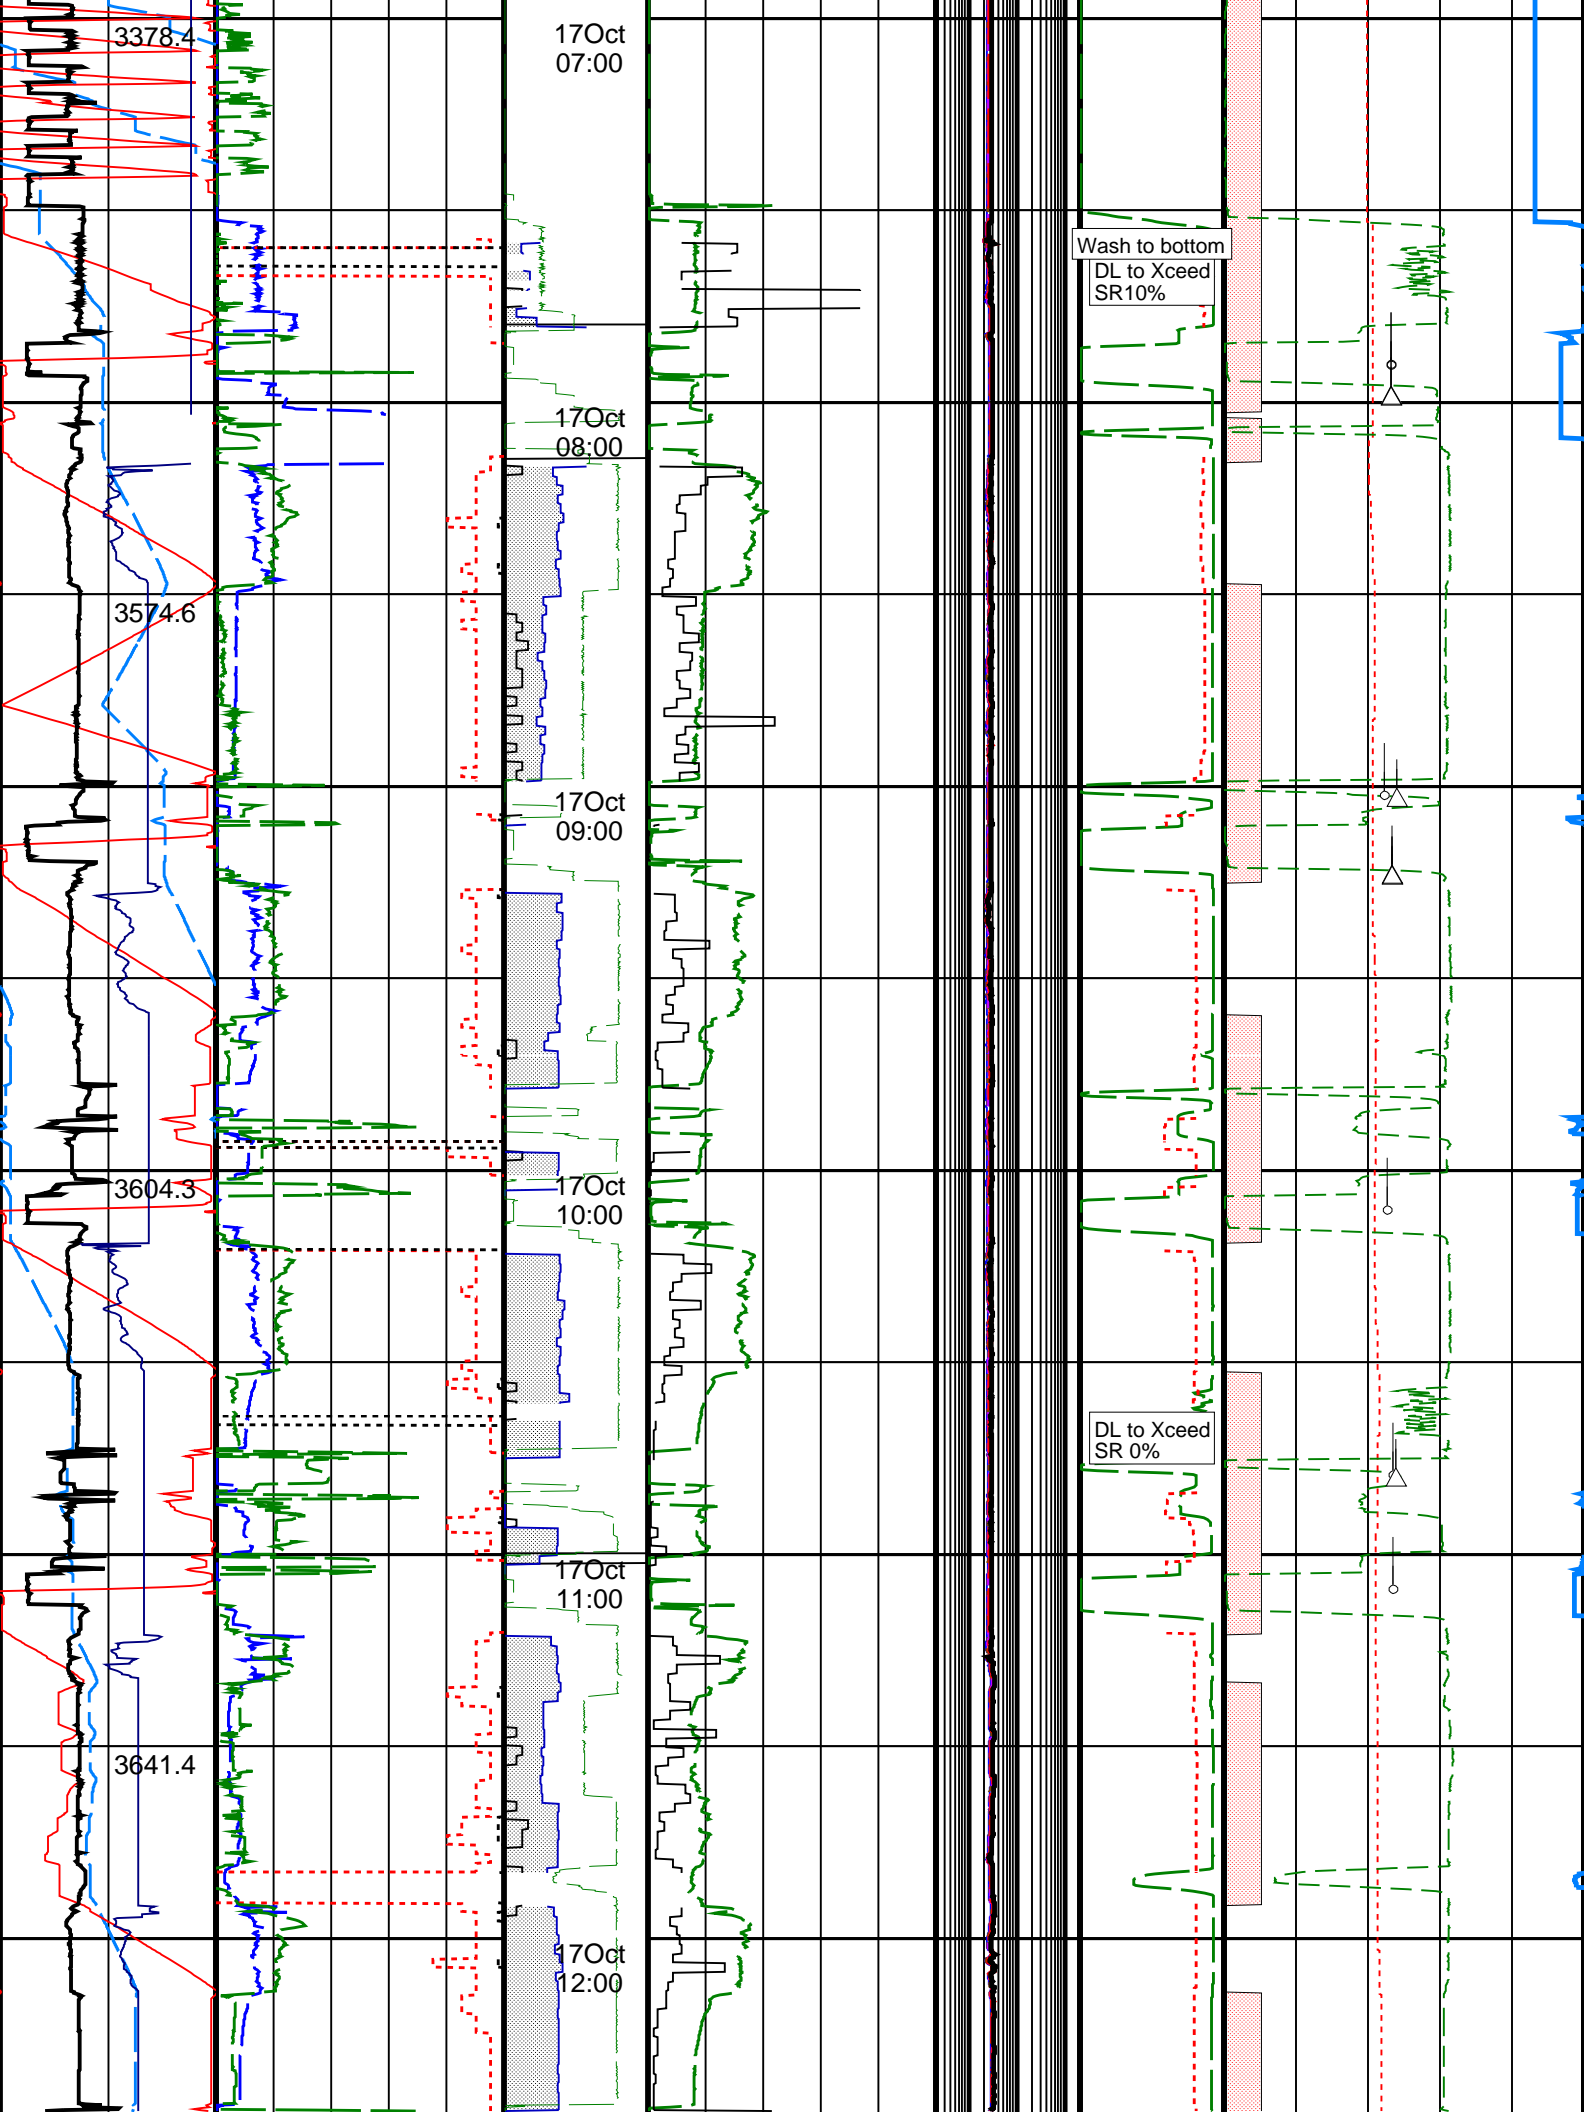 3378.4
17Oct
07:00
Wash to bottom
DL to Xceed
SR10%
17Oct
08:00
3574.6
17Oct
09:00
3604.3
17Oct
10:00
DL to Xceed
SR 0%
17Oct
11:00
3641.4
17Oct
12:00